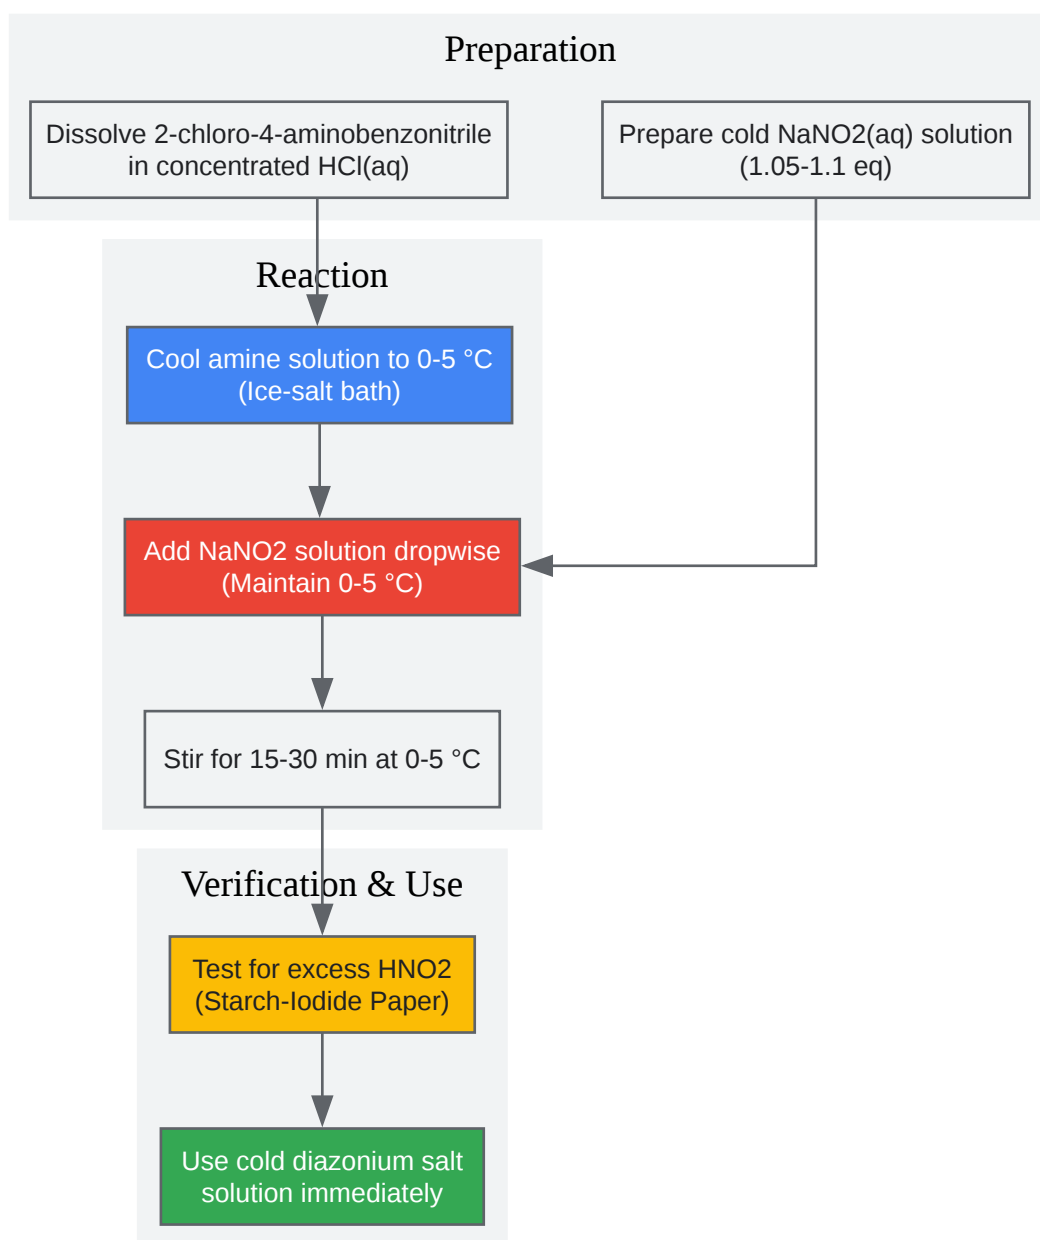 Preparation
Dissolve 2-chloro-4-aminobenzonitrile
in concentrated HCl(aq)
Prepare cold NaNO2(aq) solution
(1.05-1.1 eq)
Reaction
Cool amine solution to 0-5 °C
(Ice-salt bath)
Add NaNO2 solution dropwise
(Maintain 0-5 °C)
Stir for 15-30 min at 0-5 °C
Verification & Use
Test for excess HNO2
(Starch-Iodide Paper)
Use cold diazonium salt
solution immediately